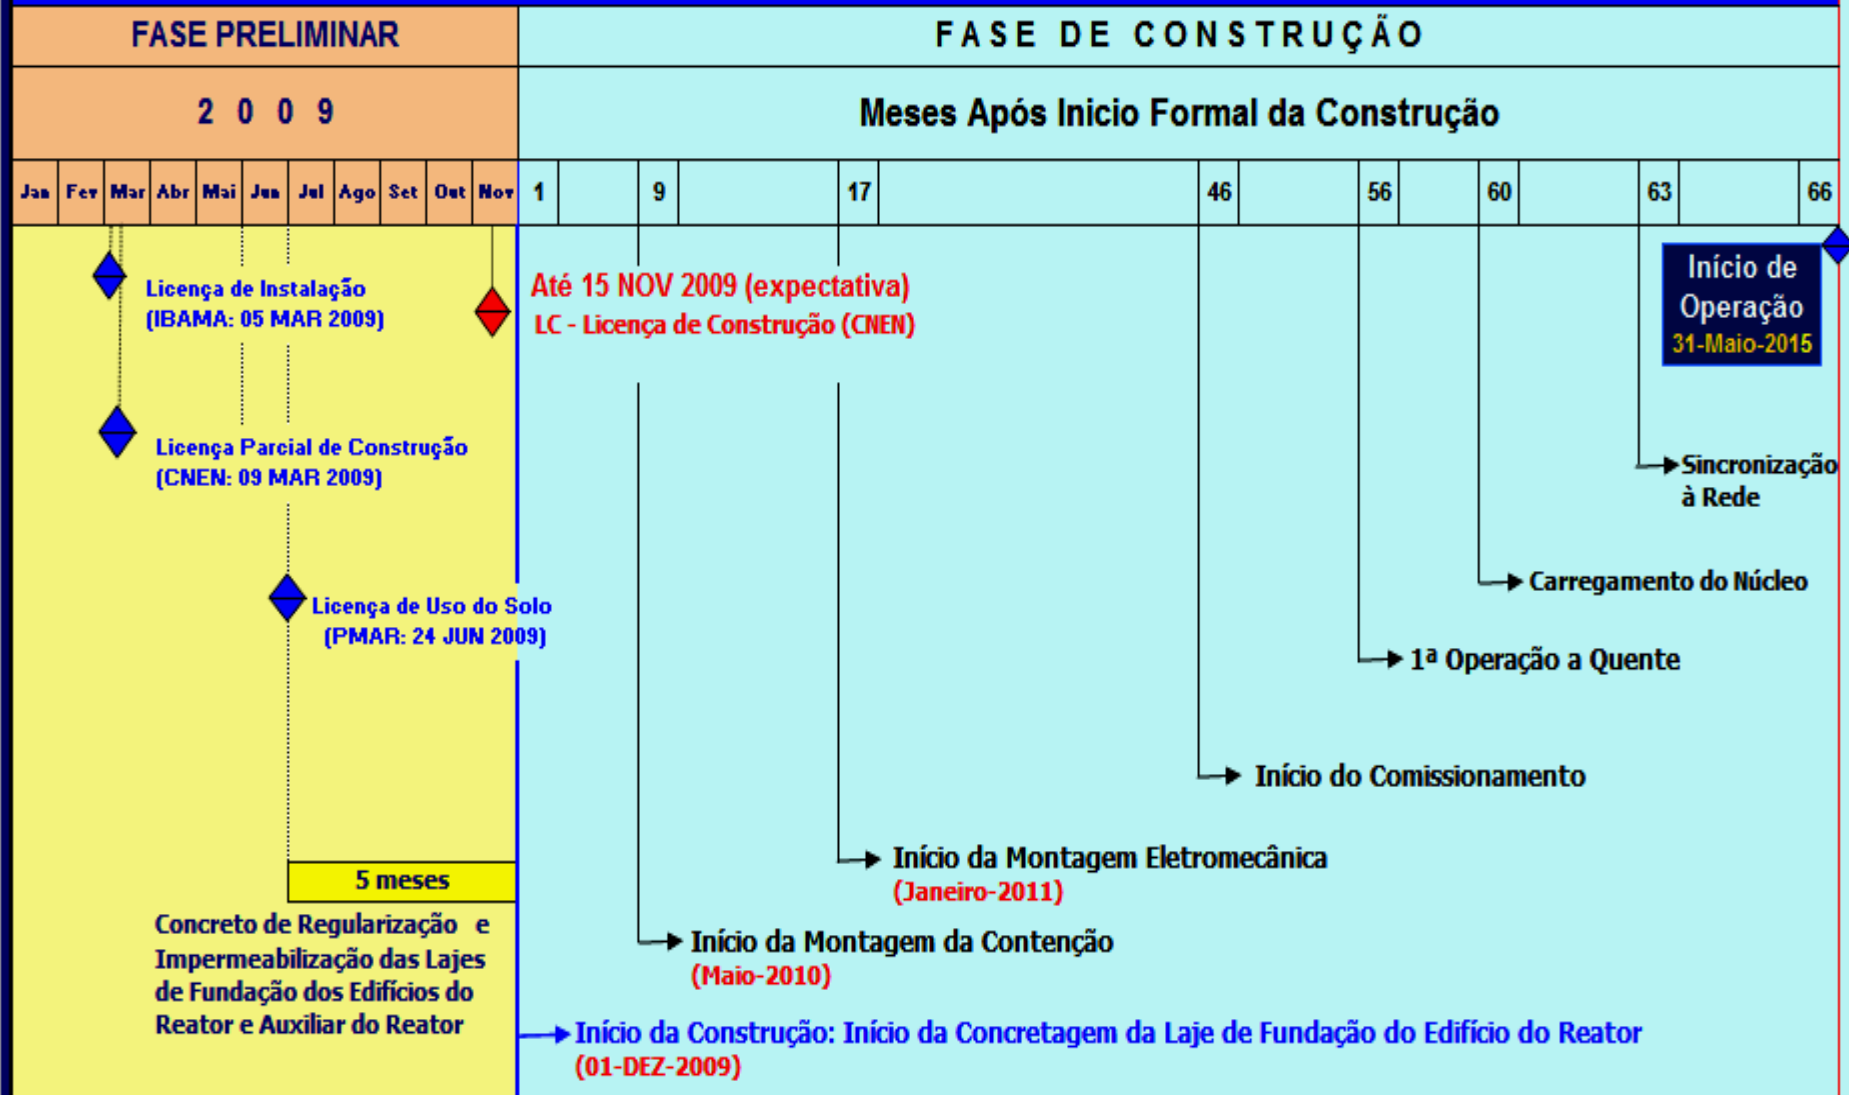 FASE PRELIMINAR
FASE DE CONSTRUÇÃO
2009
Meses Após Inicio Formal da Construção
Jan Fev Mar Abr Mai Jun Jul Ago Set Out Nov 1 9 17 46 56 60 63 66
Licença de Instalação
(IBAMA: 05 MAR 2009)
Até 15 NOV 2009 (expectativa)
LC - Licença de Construção (CNEN)
Início de
Operação
31-Maio-2015
Licença Parcial de Construção
(CNEN: 09 MAR 2009)
Sincronização
à Rede
Licença de Uso do Solo
(PMAR: 24 JUN 2009)
Carregamento do Núcleo
1ª Operação a Quente
Início do Comissionamento
Início da Montagem Eletromecânica
(Janeiro-2011)
5 meses
Concreto de Regularização e
Impermeabilização das Lajes
de Fundação dos Edifícios do
Reator e Auxiliar do Reator
Início da Montagem da Contenção
(Maio-2010)
Início da Construção: Início da Concretagem da Laje de Fundação do Edifício do Reator
(01-DEZ-2009)